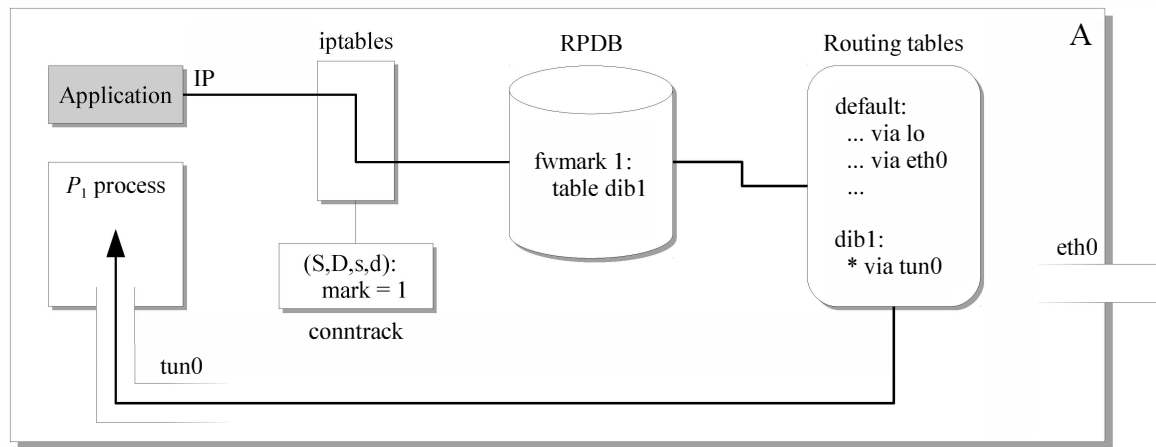 A
iptables
RPDB
Routing tables
Application
IP
default:
... via lo
... via eth0
...
fwmark 1:
table dib1
P1 process
dib1:
* via tun0
(S,D,s,d):
mark = 1
conntrack
eth0
tun0